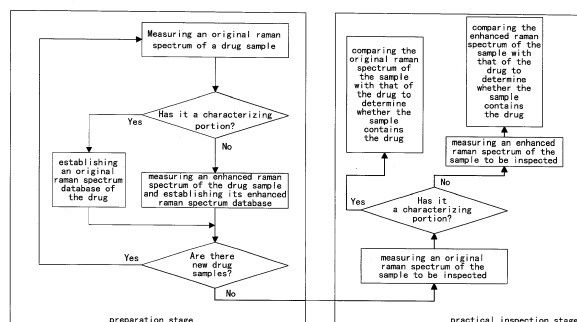 Measuring an original raman
spectrum of a drug sample
Has it a characterizing
portion?
Yes
No
establishing
an original
raman spectrum
database of
the drug
measuring an enhanced raman
spectrum of the drug sample
and establishing its enhanced
raman spectrum database
Are there
new drug
samples?
Yes
No
preparation stage
comparing the
original raman
spectrum of
the sample
with that of
the drug to
determine
whether the
sample
contains
the drug
comparing the
enhanced raman
spectrum of the
sample with
that of
the drug to
determine
whether the
sample
contains
the drug
measuring an enhanced
raman spectrum of the
sample to be inspected
No
Yes
Has it
a characterizing
portion?
measuring an original
raman spectrum of the
sample to be inspected
practical inspection stage